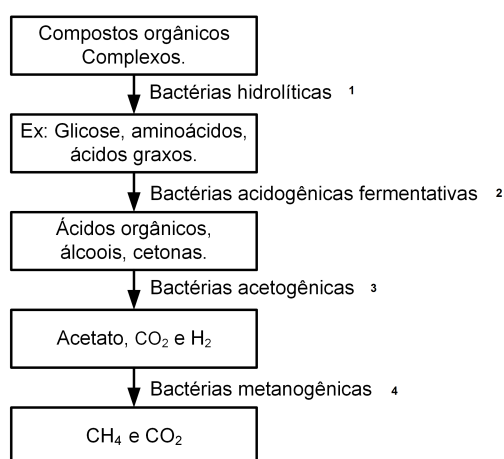 Compostos orgânicos
Complexos.
Bactérias hidrolíticas 1
Ex: Glicose, aminoácidos,
ácidos graxos.
Bactérias acidogênicas fermentativas 2
Ácidos orgânicos,
álcoois, cetonas.
Bactérias acetogênicas 3
Acetato, CO₂ e H₂
Bactérias metanogênicas 4
CH₄ e CO₂